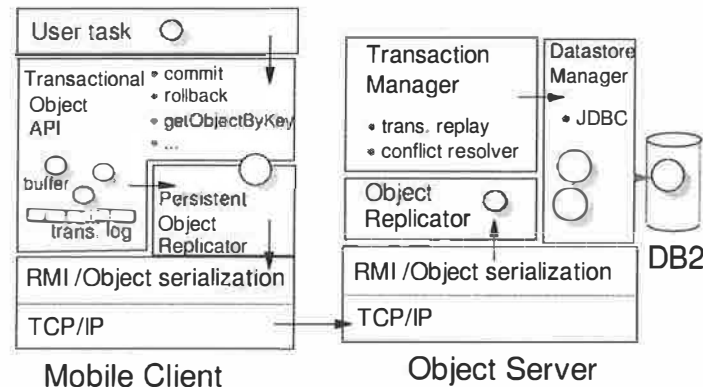 User task
Transactional
Object
API
• commit
• rollback
• getObjectByKey
• ...
buffer
trans. log
Persistent
Object
Replicator
RMI /Object serialization
TCP/IP
Mobile Client
Transaction
Manager
• trans. replay
• conflict resolver
Datastore
Manager
• JDBC
Object
Replicator
DB2
RMI /Object serialization
TCP/IP
Object Server